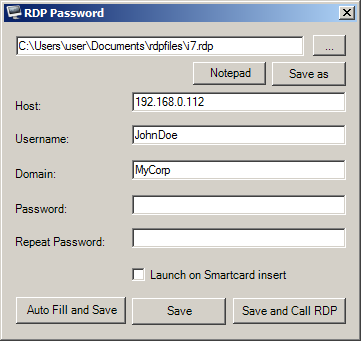 RDP Password
C:\Users\user\Documents\rdpfiles\i7.rdp ...
Notepad Save as
Host: 192.168.0.112
Username: JohnDoe
Domain: MyCorp
Password:
Repeat Password:
Launch on Smartcard insert
Auto Fill and Save Save Save and Call RDP